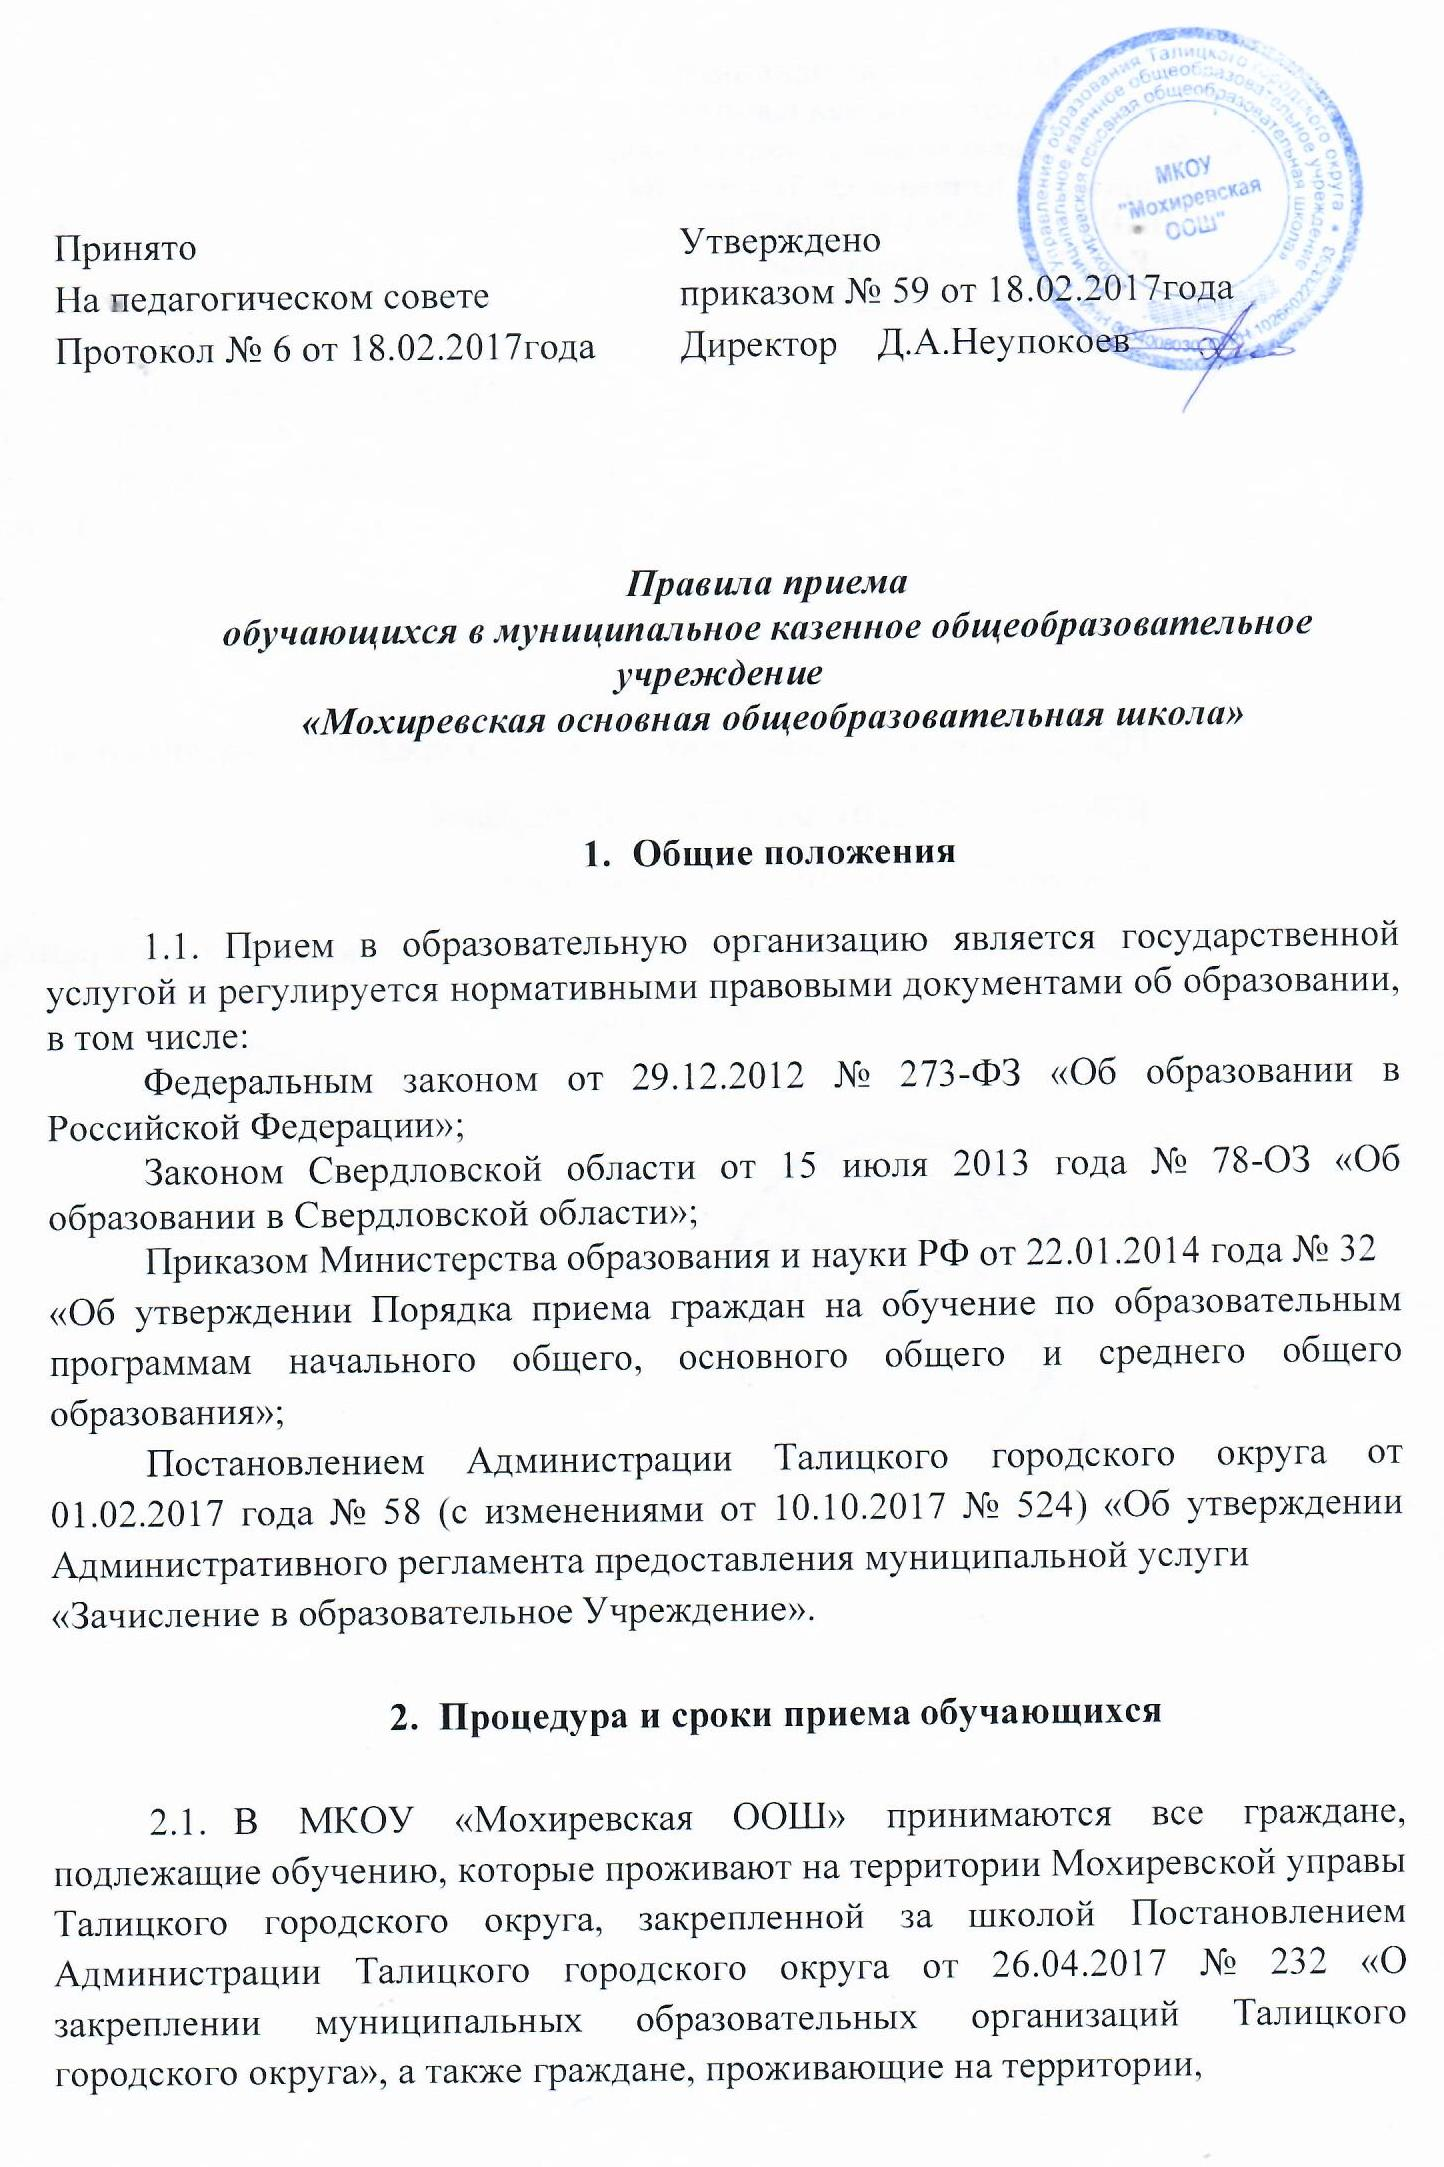 МКОУ
"Мохиревская
ООШ"
Принято
На педагогическом совете
Протокол № 6 от 18.02.2017года
Утверждено
приказом № 59 от 18.02.2017года
Директор Д.А.Неупокоев
Правила приема
обучающихся в муниципальное казенное общеобразовательное
учреждение
«Мохиревская основная общеобразовательная школа»
1. Общие положения
1.1. Прием в образовательную организацию является государственной
услугой и регулируется нормативными правовыми документами об образовании,
в том числе:
Федеральным законом от 29.12.2012 № 273-ФЗ «Об образовании в
Российской Федерации»;
Законом Свердловской области от 15 июля 2013 года № 78-ОЗ «Об
образовании в Свердловской области»;
Приказом Министерства образования и науки РФ от 22.01.2014 года № 32
«Об утверждении Порядка приема граждан на обучение по образовательным
программам начального общего, основного общего и среднего общего
образования»;
Постановлением Администрации Талицкого городского округа от
01.02.2017 года № 58 (с изменениями от 10.10.2017 № 524) «Об утверждении
Административного регламента предоставления муниципальной услуги
«Зачисление в образовательное Учреждение».
2. Процедура и сроки приема обучающихся
2.1. В МКОУ «Мохиревская ООШ» принимаются все граждане,
подлежащие обучению, которые проживают на территории Мохиревской управы
Талицкого городского округа, закрепленной за школой Постановлением
Администрации Талицкого городского округа от 26.04.2017 № 232 «О
закреплении муниципальных образовательных организаций Талицкого
городского округа», а также граждане, проживающие на территории,